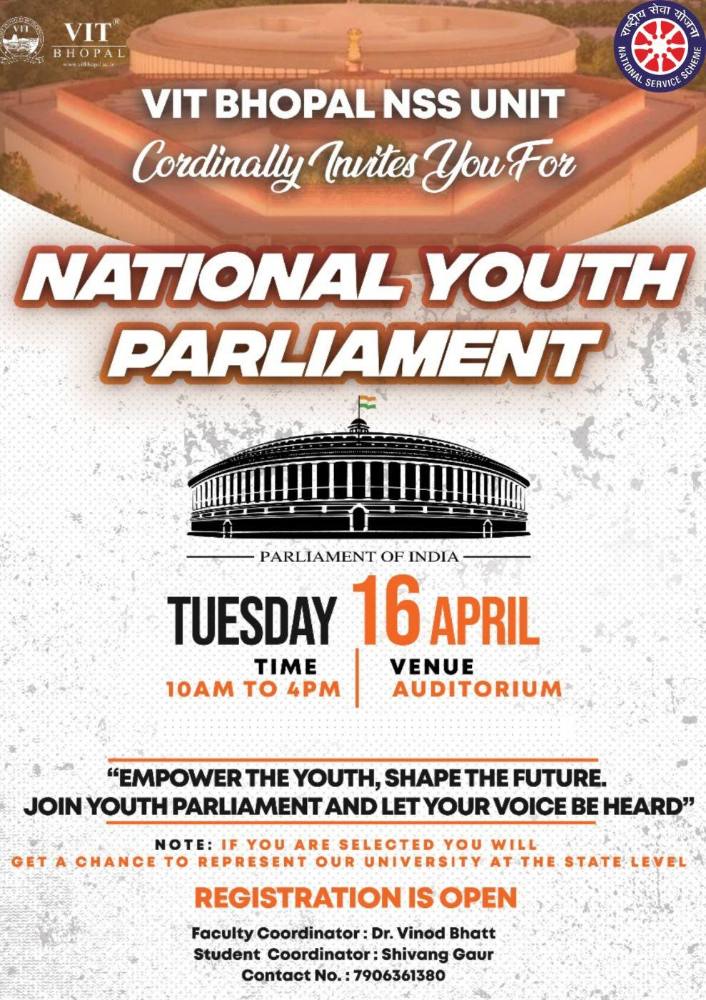 VIT
VIT®
BHOPAL
www.vitbhopal.ac.in
राष्ट्रीय सेवा योजना
NATIONAL SERVICE SCHEME
VIT BHOPAL NSS UNIT
Cordinally Invites You For
NATIONAL YOUTH
PARLIAMENT
PARLIAMENT OF INDIA
TUESDAY 16 APRIL
TIME VENUE
10AM TO 4PM AUDITORIUM
“EMPOWER THE YOUTH, SHAPE THE FUTURE.
JOIN YOUTH PARLIAMENT AND LET YOUR VOICE BE HEARD”
NOTE: IF YOU ARE SELECTED YOU WILL
GET A CHANCE TO REPRESENT OUR UNIVERSITY AT THE STATE LEVEL
REGISTRATION IS OPEN
Faculty Coordinator : Dr. Vinod Bhatt
Student Coordinator : Shivang Gaur
Contact No. : 7906361380